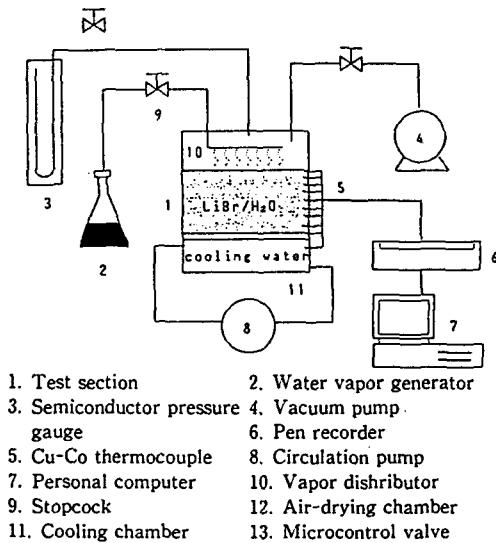 9
10
4
1
LiBr/H₂O
5
3
2
cooling water
6
11
8
7
1. Test section 2. Water vapor generator
3. Semiconductor pressure gauge 4. Vacuum pump
5. Cu-Co thermocouple 6. Pen recorder
7. Personal computer 8. Circulation pump
9. Stopcock 10. Vapor dishributor
11. Cooling chamber 12. Air-drying chamber
13. Microcontrol valve